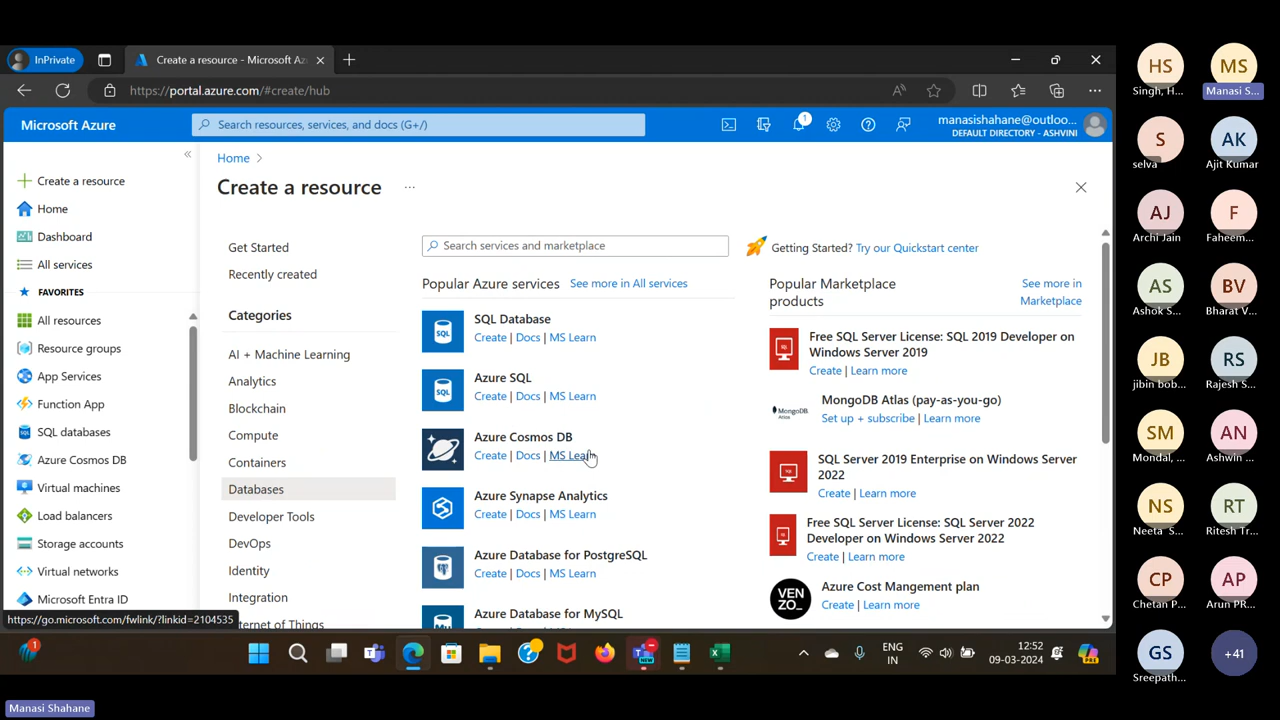 InPrivate
Create a resource - Microsoft Az
https://portal.azure.com/#create/hub
Microsoft Azure
Search resources, services, and docs (G+/)
1
manasishahane@outloo...
DEFAULT DIRECTORY - ASHVINI
Create a resource
Home
Dashboard
All services
FAVORITES
All resources
Resource groups
App Services
Function App
SQL databases
Azure Cosmos DB
Virtual machines
Load balancers
Storage accounts
Virtual networks
Microsoft Entra ID
https://go.microsoft.com/fwlink/?linkid=2104535
Home
Create a resource
...
Get Started
Recently created
Categories
AI + Machine Learning
Analytics
Blockchain
Compute
Containers
Databases
Developer Tools
DevOps
Identity
Integration
Internet of Things
Search services and marketplace
Getting Started? Try our Quickstart center
Popular Azure services See more in All services
SQL Database
Create | Docs | MS Learn
Azure SQL
Create | Docs | MS Learn
Azure Cosmos DB
Create | Docs | MS Learn
Azure Synapse Analytics
Create | Docs | MS Learn
Azure Database for PostgreSQL
Create | Docs | MS Learn
Azure Database for MySQL
Popular Marketplace
products
See more in
Marketplace
Free SQL Server License: SQL 2019 Developer on
Windows Server 2019
Create | Learn more
MongoDB
MongoDB Atlas (pay-as-you-go)
Set up + subscribe | Learn more
SQL Server 2019 Enterprise on Windows Server
2022
Create | Learn more
Free SQL Server License: SQL Server 2022
Developer on Windows Server 2022
Create | Learn more
VEN
ZO_
Azure Cost Mangement plan
Create | Learn more
1
NEW
ENG
IN
12:52
09-03-2024
PRE
Manasi Shahane
HS
Singh, H...
MS
Manasi S...
S
selva
AK
Ajit Kumar
AJ
Archi Jain
F
Faheem...
AS
Ashok S...
BV
Bharat V...
JB
jibin bob...
RS
Rajesh S...
SM
Mondal, ...
AN
Ashwin ...
NS
Neeta S...
RT
Ritesh Tr...
CP
Chetan P...
AP
Arun PR...
GS
Sreepath...
+41